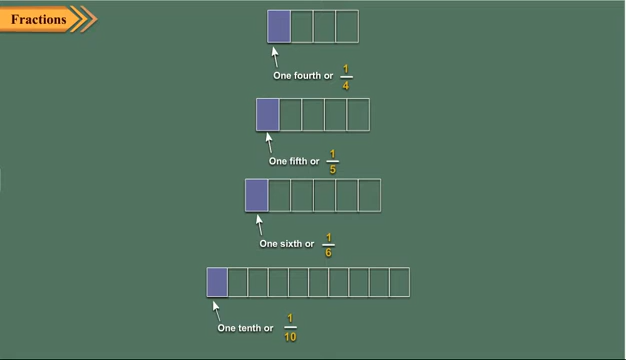 Fractions
One fourth or 1/4
One fifth or 1/5
One sixth or 1/6
One tenth or 1/10